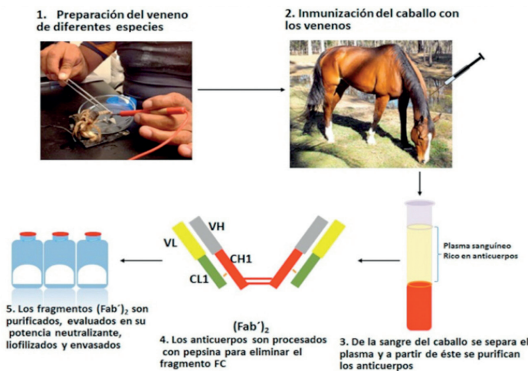 1. Preparación del veneno
de diferentes especies
2. Inmunización del caballo con
los venenos
Plasma sanguíneo
Rico en anticuerpos
3. De la sangre del caballo se separa el
plasma y a partir de éste se purifican
los anticuerpos
VH
VL
CH1
CL1
(Fab´)2
4. Los anticuerpos son procesados
con pepsina para eliminar el
fragmento FC
5. Los fragmentos (Fab´)2 son
purificados, evaluados en su
potencia neutralizante,
liofilizados y envasados